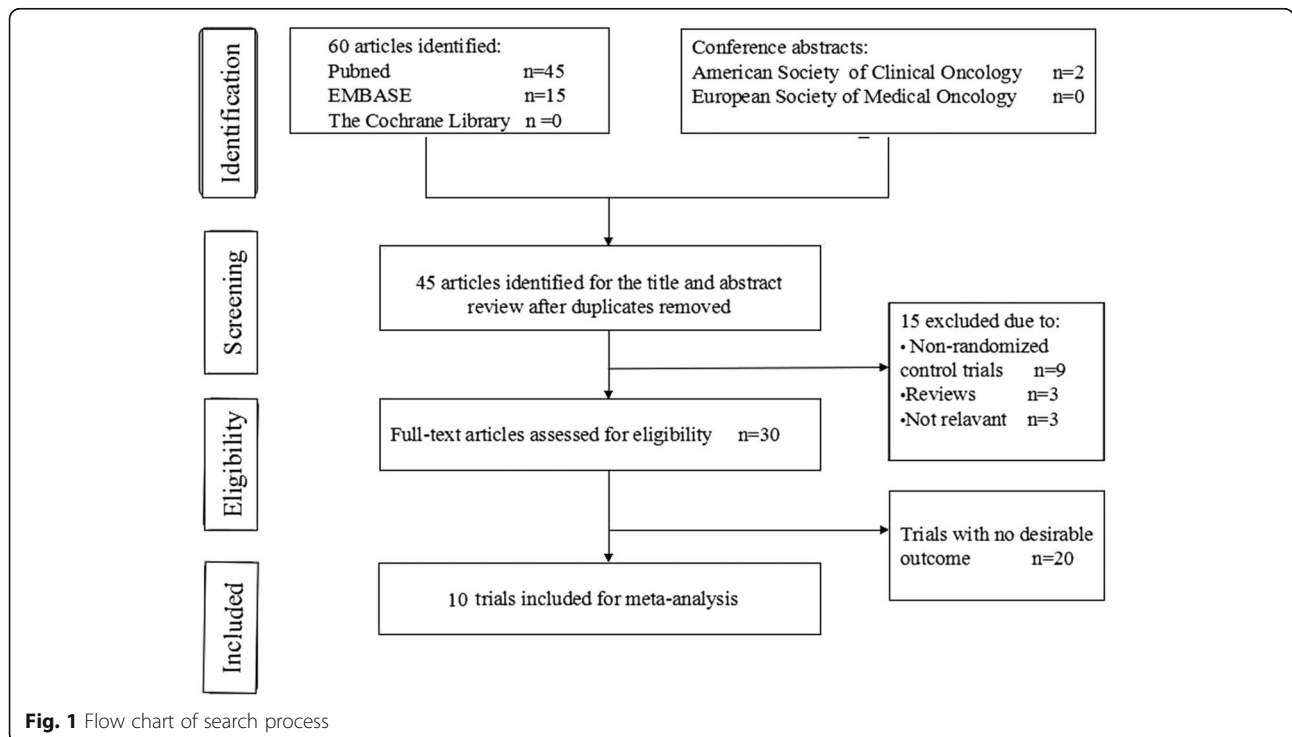 Identification
60 articles identified:
Pubned n=45
EMBASE n=15
The Cochrane Library n =0
Conference abstracts:
American Society of Clinical Oncology n=2
European Society of Medical Oncology n=0
Screening
45 articles identified for the title and abstract
review after duplicates removed
15 excluded due to:
• Non-randomized
control trials n=9
•Reviews n=3
•Not relavant n=3
Eligibility
Full-text articles assessed for eligibility n=30
Trials with no desirable
outcome n=20
Included
10 trials included for meta-analysis
Fig. 1 Flow chart of search process